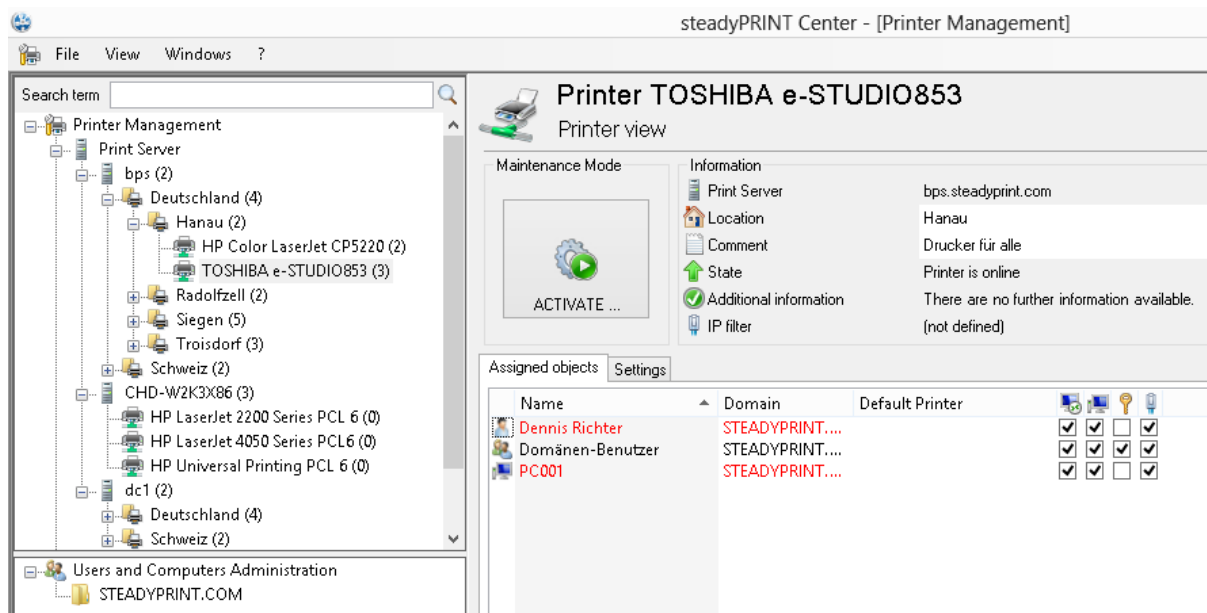 steadyPRINT Center - [Printer Management]
File View Windows ?
Search term
Printer Management
Print Server
bps (2)
Deutschland (4)
Hanau (2)
HP Color LaserJet CP5220 (2)
TOSHIBA e-STUDIO853 (3)
Radolfzell (2)
Siegen (5)
Troisdorf (3)
Schweiz (2)
CHD-W2K3X86 (3)
HP LaserJet 2200 Series PCL 6 (0)
HP LaserJet 4050 Series PCL6 (0)
HP Universal Printing PCL 6 (0)
dc1 (2)
Deutschland (4)
Schweiz (2)
Users and Computers Administration
STEADYPRINT.COM
Printer TOSHIBA e-STUDIO853
Printer view
Maintenance Mode
ACTIVATE ...
Information
Print Server bps.steadyprint.com
Location Hanau
Comment Drucker für alle
State Printer is online
Additional information There are no further information available.
IP filter (not defined)
Assigned objects Settings
Name Domain Default Printer
Dennis Richter STEADYPRINT....
Domänen-Benutzer STEADYPRINT....
PC001 STEADYPRINT....